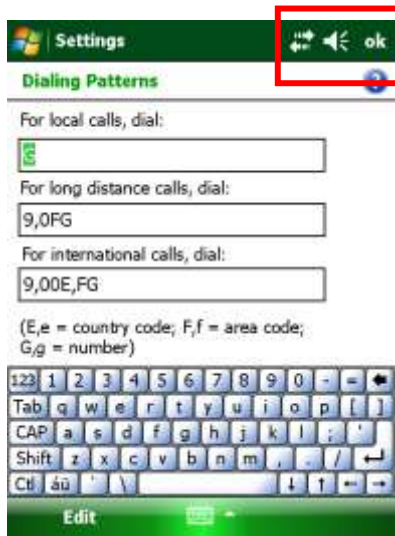 Settings ok
Dialing Patterns ?
For local calls, dial:
G
For long distance calls, dial:
9,0FG
For international calls, dial:
9,00E,FG
(E,e = country code; F,f = area code;
G,g = number)
123 1 2 3 4 5 6 7 8 9 0 - =
Tab q w e r t y u i o p [ ]
CAP a s d f g h j k l ; '
Shift z x c v b n m , . /
Ctl áü ` \
Edit